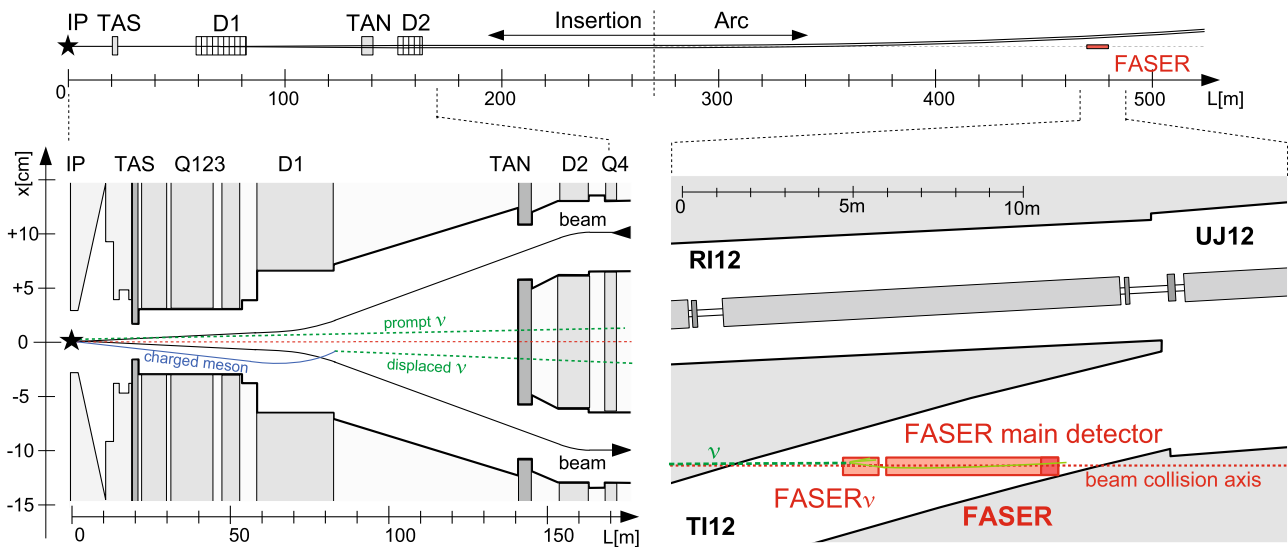 IP TAS D1 TAN D2 Insertion Arc
FASER
0 100 200 300 400 500 L[m]
IP TAS Q123 D1 TAN D2 Q4
x[cm]
+10
+5
0
-5
-10
-15
beam
prompt ν
charged meson
displaced ν
beam
0 50 100 150 L[m]
0 5m 10m
RI12
UJ12
FASER main detector
ν
beam collision axis
FASERν
FASER
TI12